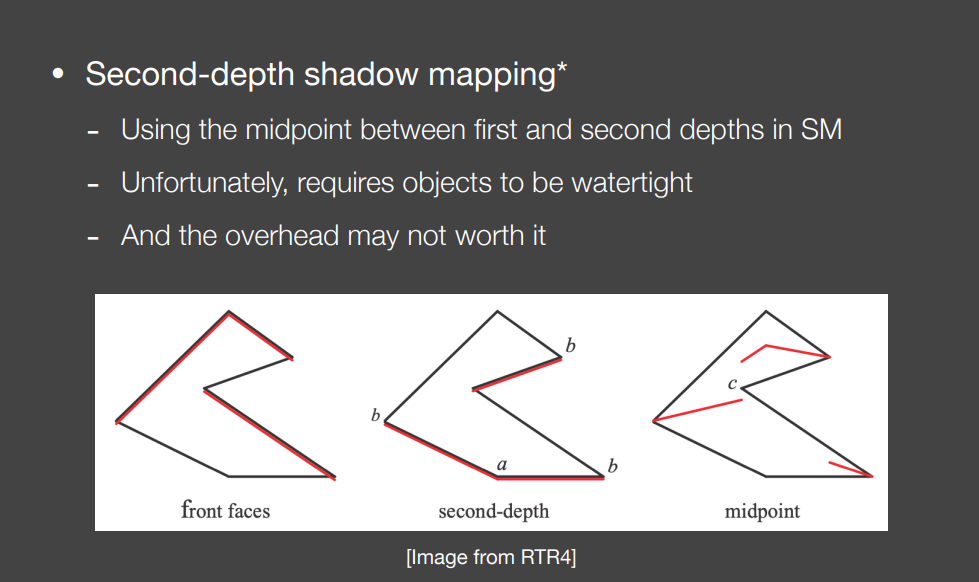 • Second-depth shadow mapping*
- Using the midpoint between first and second depths in SM
- Unfortunately, requires objects to be watertight
- And the overhead may not worth it
b
b
a
b
c
front faces
second-depth
midpoint
[Image from RTR4]